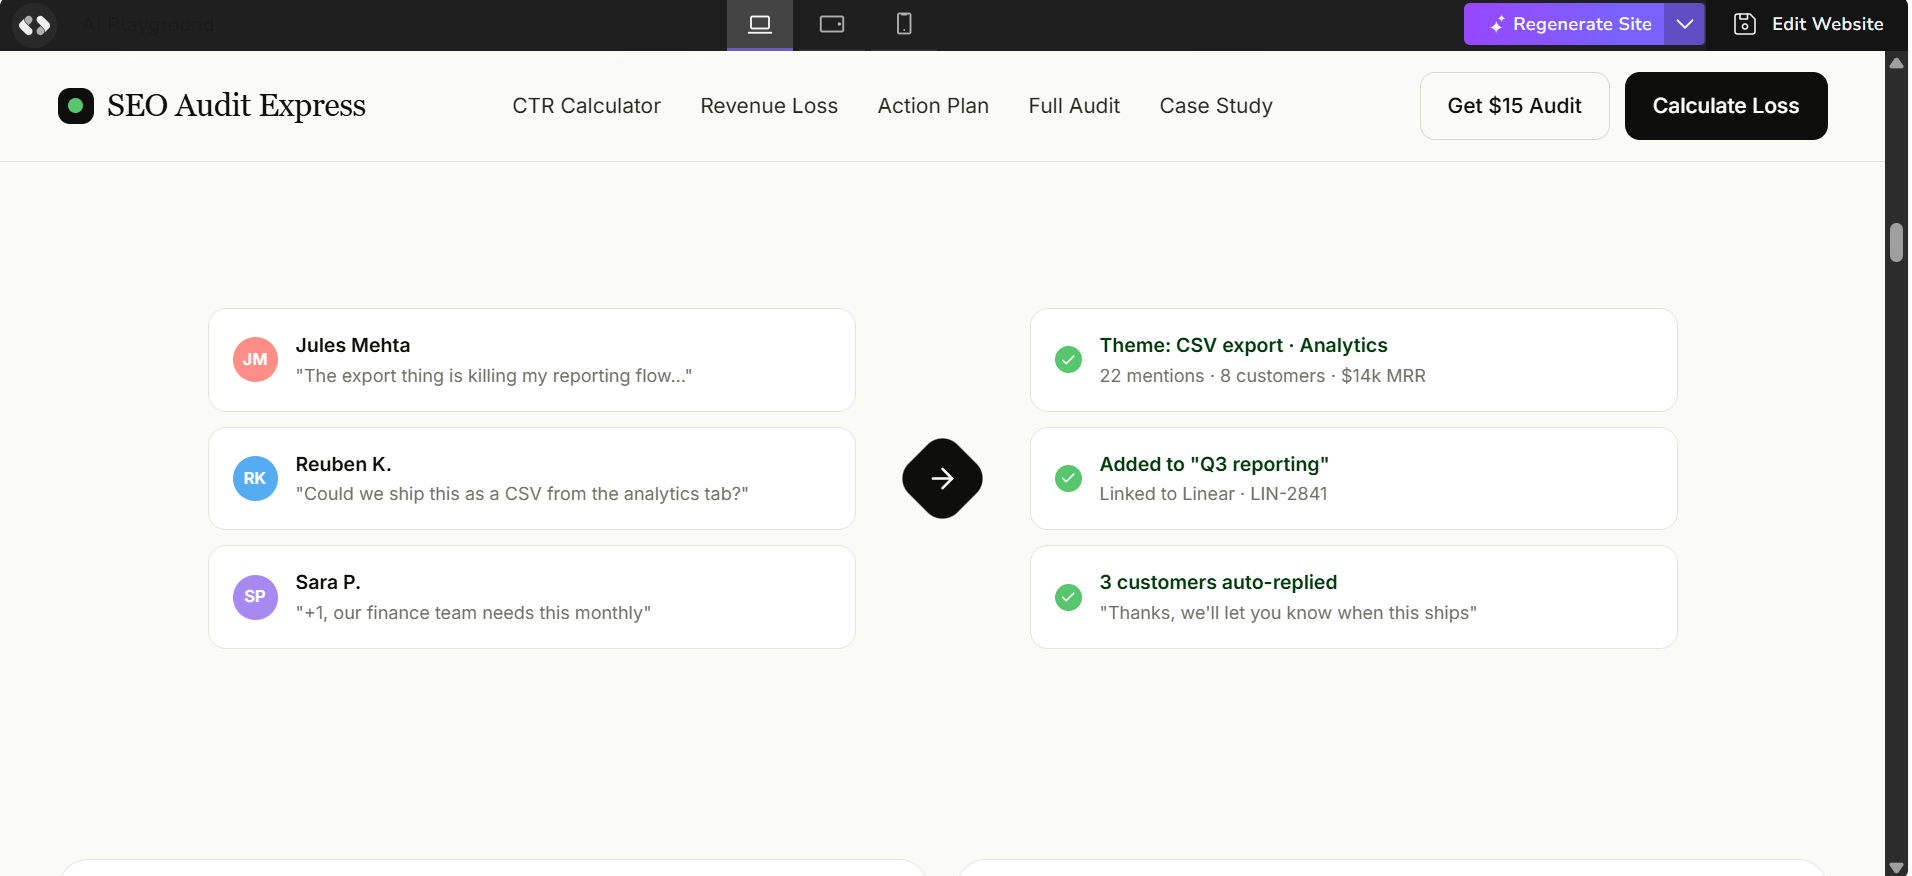 AI Playground
Regenerate Site
Edit Website
SEO Audit Express
CTR Calculator
Revenue Loss
Action Plan
Full Audit
Case Study
Get $15 Audit
Calculate Loss
JM
Jules Mehta
"The export thing is killing my reporting flow..."
RK
Reuben K.
"Could we ship this as a CSV from the analytics tab?"
SP
Sara P.
"+1, our finance team needs this monthly"
Theme: CSV export · Analytics
22 mentions · 8 customers · $14k MRR
Added to "Q3 reporting"
Linked to Linear · LIN-2841
3 customers auto-replied
"Thanks, we'll let you know when this ships"